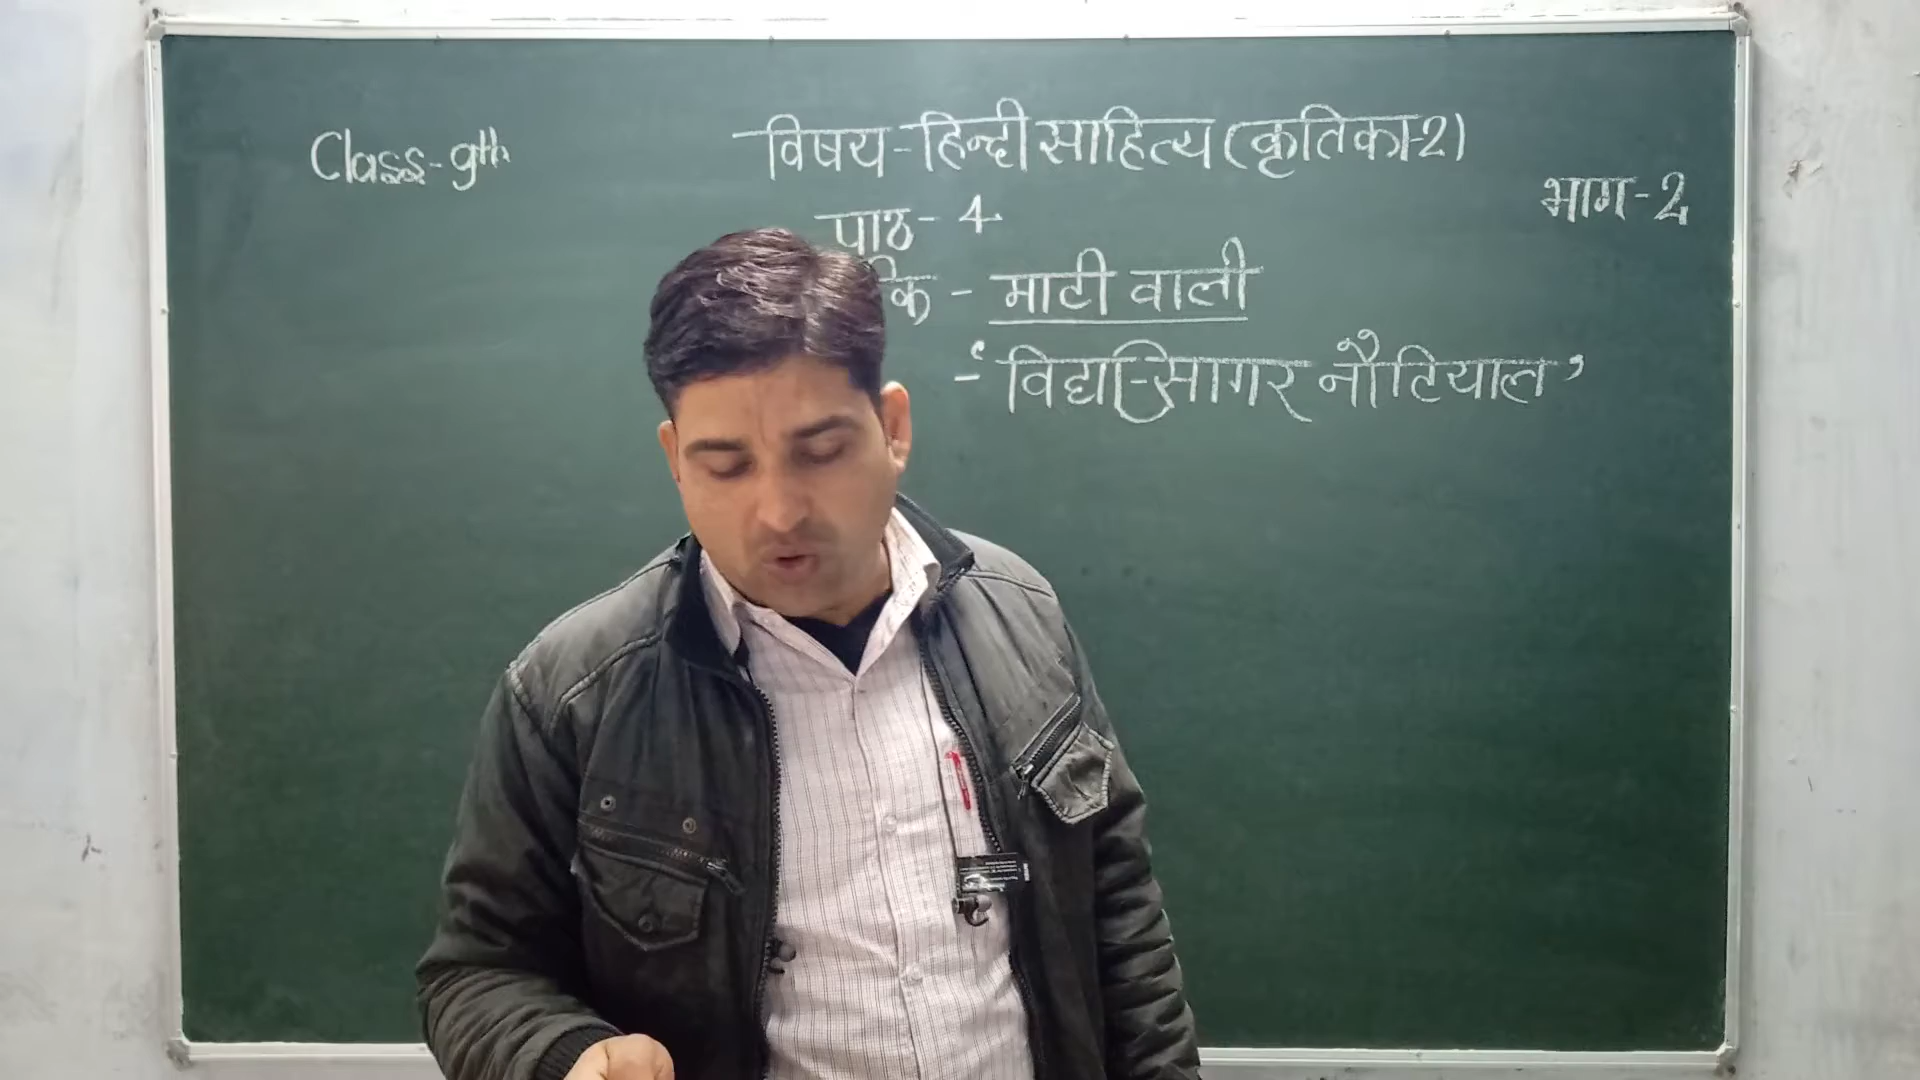 Class-9th
विषय-हिन्दी साहित्य (कृतिका-2)
भाग-2
पाठ-4
- माटी वाली
-‘विद्यासागर नौटियाल’